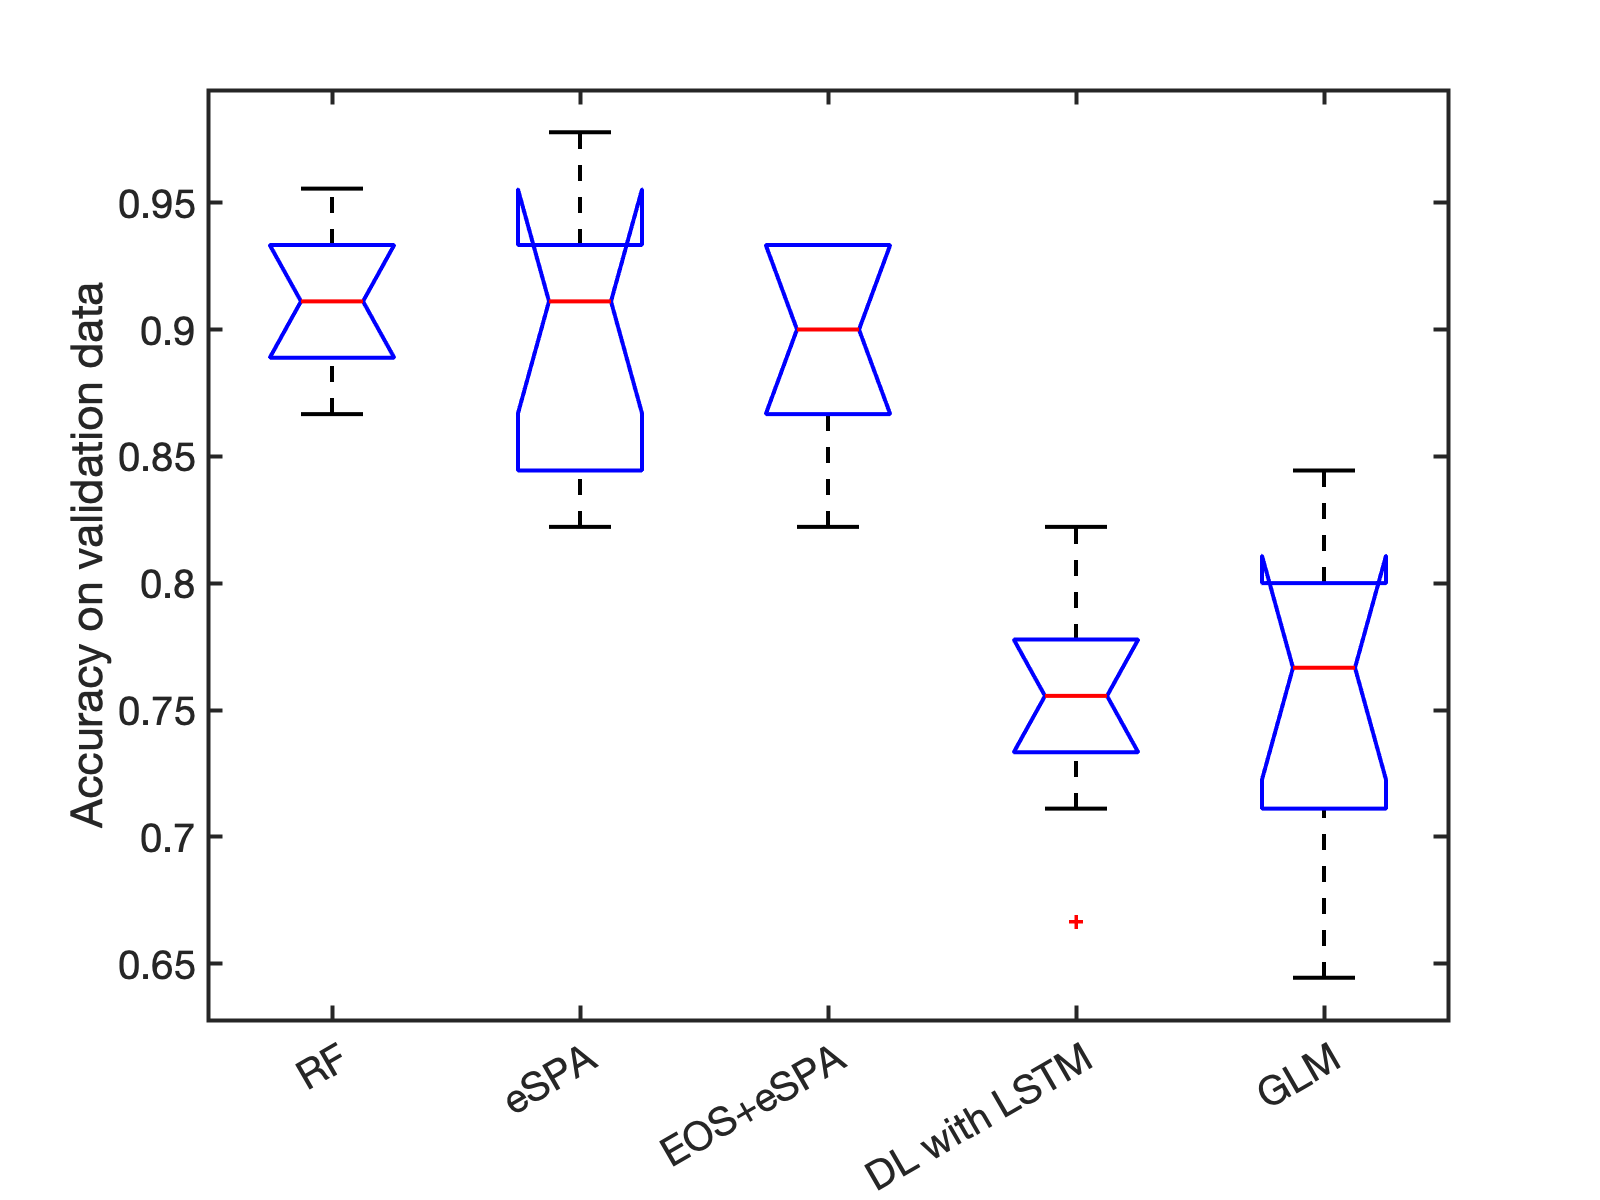 Accuracy on validation data
0.95
0.9
0.85
0.8
0.75
0.7
0.65
RF
eSPA
EOS+eSPA
DL with LSTM
GLM